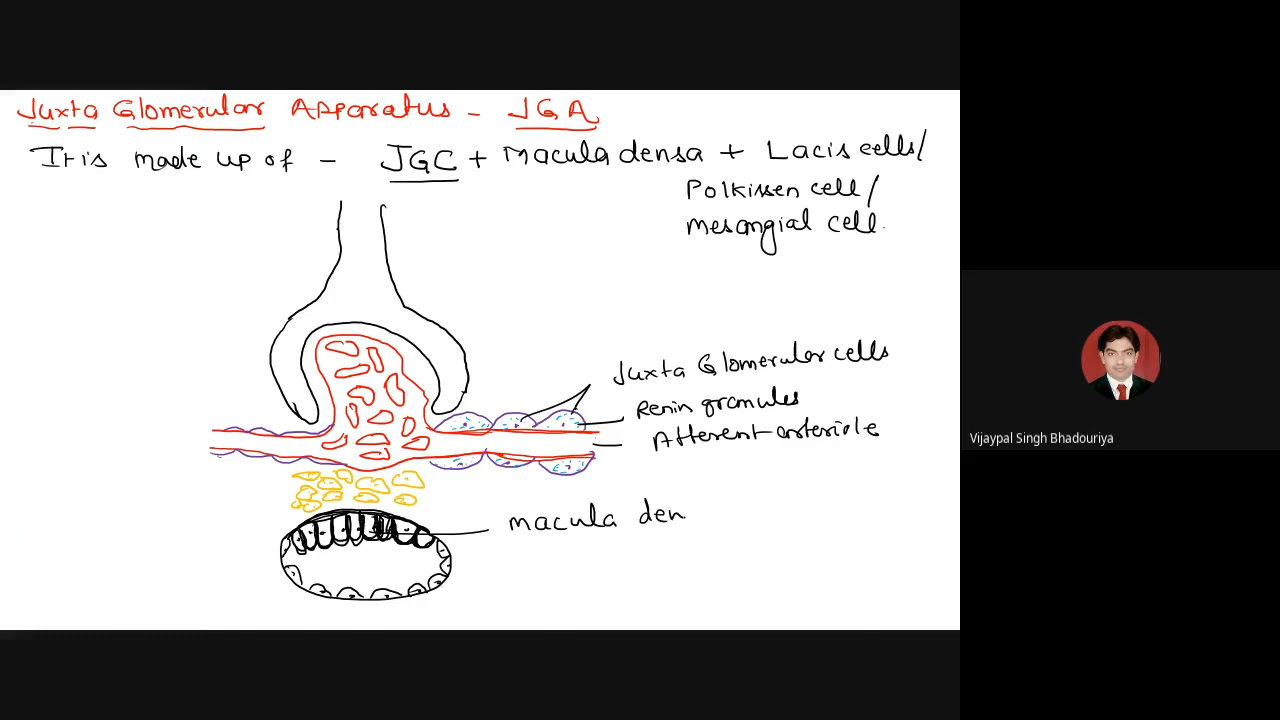 Juxta Glomerular Apparatus - JGA
It is made up of - JGC + Macula densa + Lacis cells/
Polkissen cell/
mesangial cell.
Juxta Glomerular cells
Renin granules
Afferent arteriole
macula den
Vijaypal Singh Bhadouriya